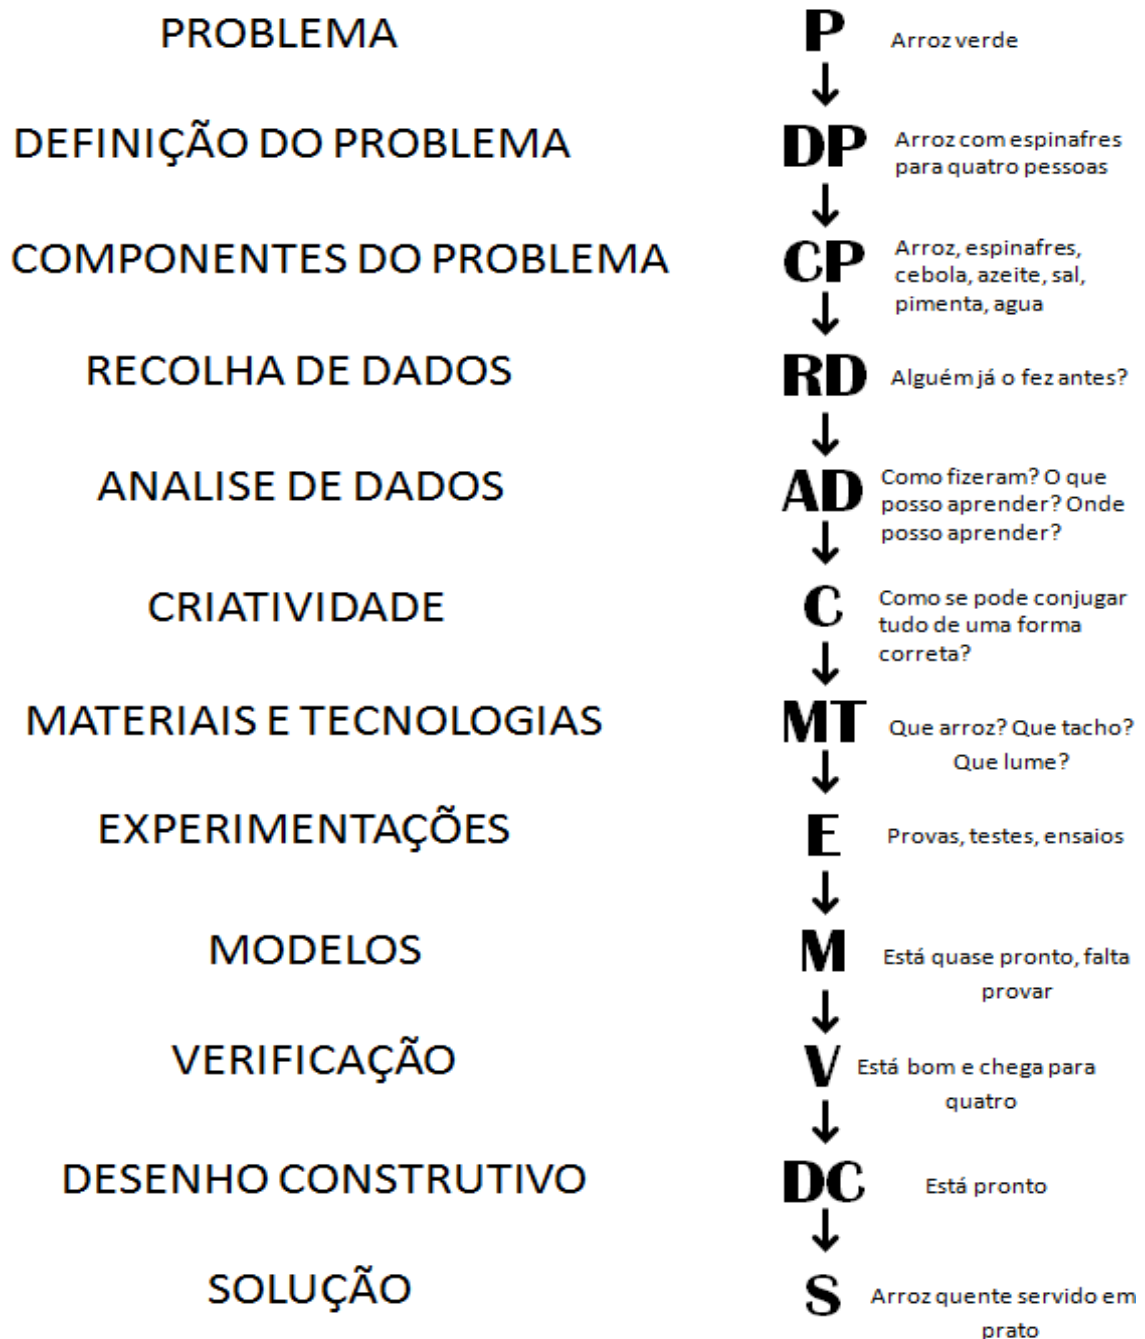 PROBLEMA
P
Arroz verde
DEFINIÇÃO DO PROBLEMA
DP
Arroz com espinafres
para quatro pessoas
COMPONENTES DO PROBLEMA
CP
Arroz, espinafres,
cebola, azeite, sal,
pimenta, agua
RECOLHA DE DADOS
RD
Alguém já o fez antes?
ANALISE DE DADOS
AD
Como fizeram? O que
posso aprender? Onde
posso aprender?
CRIATIVIDADE
C
Como se pode conjugar
tudo de uma forma
correta?
MATERIAIS E TECNOLOGIAS
MT
Que arroz? Que tacho?
Que lume?
EXPERIMENTAÇÕES
E
Provas, testes, ensaios
MODELOS
M
Está quase pronto, falta
provar
VERIFICAÇÃO
V
Está bom e chega para
quatro
DESENHO CONSTRUTIVO
DC
Está pronto
SOLUÇÃO
S
Arroz quente servido em
prato